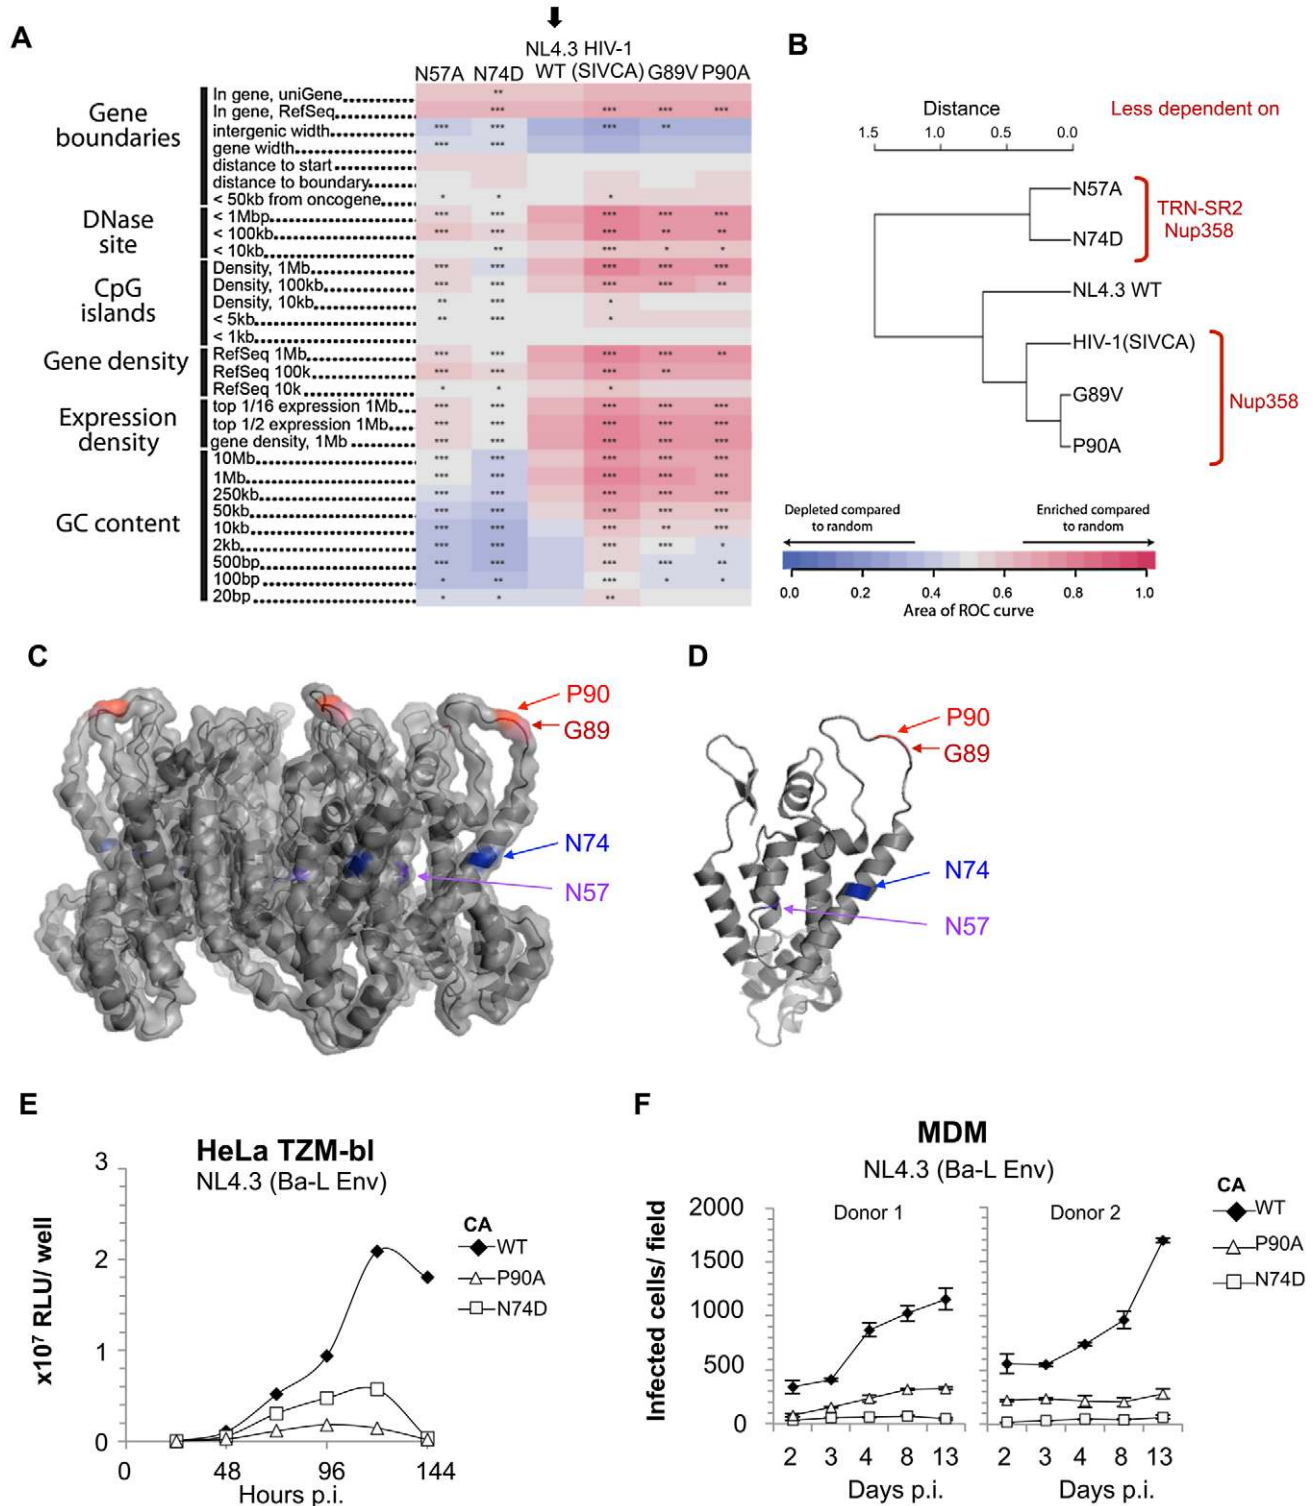 A
NL4.3 HIV-1
N57A N74D WT (SIVCA) G89V P90A
Gene
boundaries
In gene, uniGene
In gene, RefSeq
intergenic width
gene width
distance to start
distance to boundary
< 50kb from oncogene
DNase
site
< 1Mbp
< 100kb
< 10kb
CpG
islands
Density, 1Mb
Density, 100kb
Density, 10kb
< 5kb
< 1kb
Gene density
RefSeq 1Mb
RefSeq 100k
RefSeq 10k
Expression
density
top 1/16 expression 1Mb
top 1/2 expression 1Mb
gene density, 1Mb
GC content
10Mb
1Mb
250kb
50kb
10kb
2kb
500bp
100bp
20bp
B
Distance
Less dependent on
1.5 1.0 0.5 0.0
N57A
N74D
TRN-SR2
Nup358
NL4.3 WT
HIV-1(SIVCA)
G89V
P90A
Nup358
Depleted compared
to random
Enriched compared
to random
0.0 0.2 0.4 0.6 0.8 1.0
Area of ROC curve
C
P90
G89
N74
N57
D
P90
G89
N74
N57
E
HeLa TZM-bl
NL4.3 (Ba-L Env)
x10⁷ RLU/ well
3
2
1
0
0 48 96 144
Hours p.i.
CA
WT
P90A
N74D
F
MDM
NL4.3 (Ba-L Env)
Infected cells/ field
2000
1500
1000
500
0
Donor 1
Donor 2
2 3 4 8 13
2 3 4 8 13
Days p.i.
Days p.i.
CA
WT
P90A
N74D